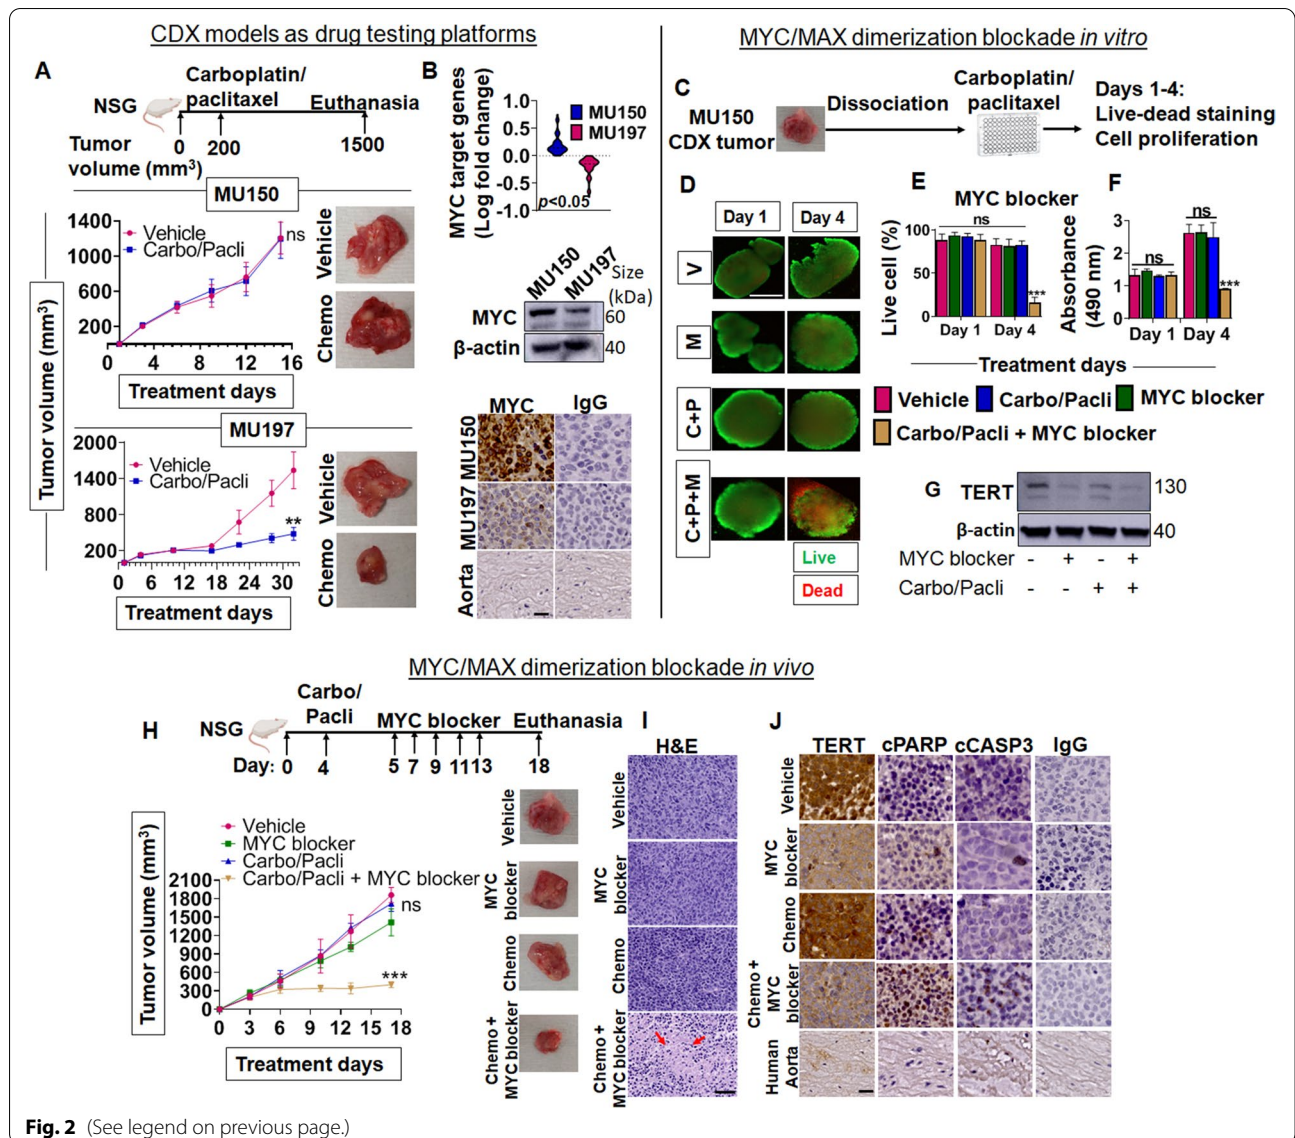 CDX models as drug testing platforms
A
NSG
Carboplatin/
paclitaxel
Euthanasia
Tumor
volume (mm³)
0
200
1500
MU150
Tumor volume (mm³)
1400
1000
600
200
Vehicle
Carbo/Pacli
ns
0 4 8 12 16
Treatment days
Vehicle
Chemo
MU197
2000
1400
800
200
Vehicle
Carbo/Pacli
**
0 6 12 18 24 30
Treatment days
Vehicle
Chemo
B
MYC target genes
(Log fold change)
1.0
0.5
0.0
-0.5
-1.0
MU150
MU197
p<0.05
MU150
MU197
Size
(kDa)
MYC
60
β-actin
40
MYC
IgG
MU150
MU197
Aorta
MYC/MAX dimerization blockade in vitro
C
MU150
CDX tumor
Dissociation
Carboplatin/
paclitaxel
Days 1-4:
Live-dead staining
Cell proliferation
D
Day 1
Day 4
V
M
C+P
C+P+M
Live
Dead
E
MYC blocker
Live cell (%)
100
50
0
ns
***
Day 1 Day 4
F
Absorbance
(490 nm)
3
2
1
0
ns
ns
***
Day 1 Day 4
Treatment days
Vehicle
Carbo/Pacli
MYC blocker
Carbo/Pacli + MYC blocker
G
TERT
130
β-actin
40
MYC blocker - + - +
Carbo/Pacli - - + +
MYC/MAX dimerization blockade in vivo
H
NSG
Carbo/
Pacli
MYC blocker
Euthanasia
Day: 0 4 5 7 9 11 13 18
Tumor volume (mm³)
Vehicle
MYC blocker
Carbo/Pacli
Carbo/Pacli + MYC blocker
2100
1800
1500
1200
900
600
300
0
ns
***
0 3 6 9 12 15 18
Treatment days
Vehicle
MYC
blocker
Chemo
Chemo +
MYC blocker
I
H&E
Vehicle
MYC
blocker
Chemo
Chemo +
MYC blocker
J
TERT cPARP cCASP3 IgG
Vehicle
MYC
blocker
Chemo
Chemo +
MYC
blocker
Human
Aorta
Fig. 2 (See legend on previous page.)